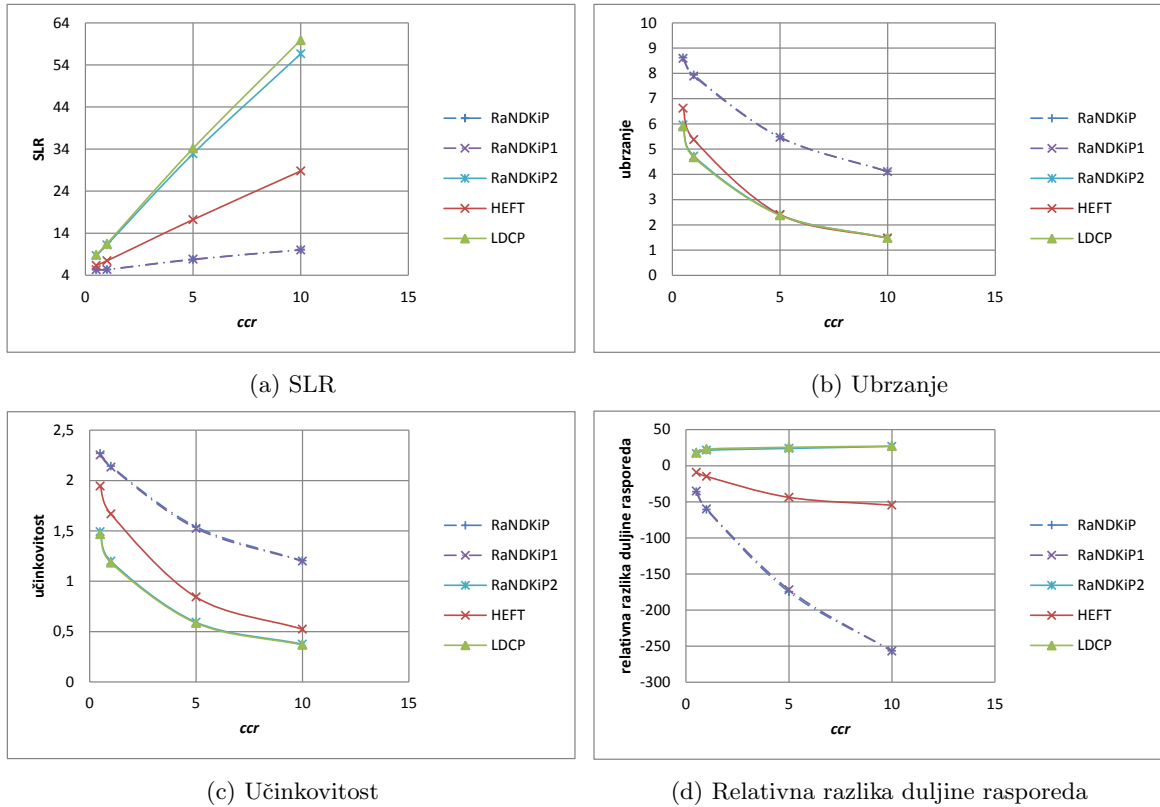 64
54
44
34
24
14
4
SLR
0
5
10
15
ccr
RaNDKiP
RaNDKiP1
RaNDKiP2
HEFT
LDCP
(a) SLR
10
9
8
7
6
5
4
3
2
1
0
ubrzanje
0
5
10
15
ccr
RaNDKiP
RaNDKiP1
RaNDKiP2
HEFT
LDCP
(b) Ubrzanje
2,5
2
1,5
1
0,5
0
učinkovitost
0
5
10
15
ccr
RaNDKiP
RaNDKiP1
RaNDKiP2
HEFT
LDCP
(c) Učinkovitost
50
0
-50
-100
-150
-200
-250
-300
relativna razlika duljine rasporeda
0
5
10
15
ccr
RaNDKiP
RaNDKiP1
RaNDKiP2
HEFT
LDCP
(d) Relativna razlika duljine rasporeda